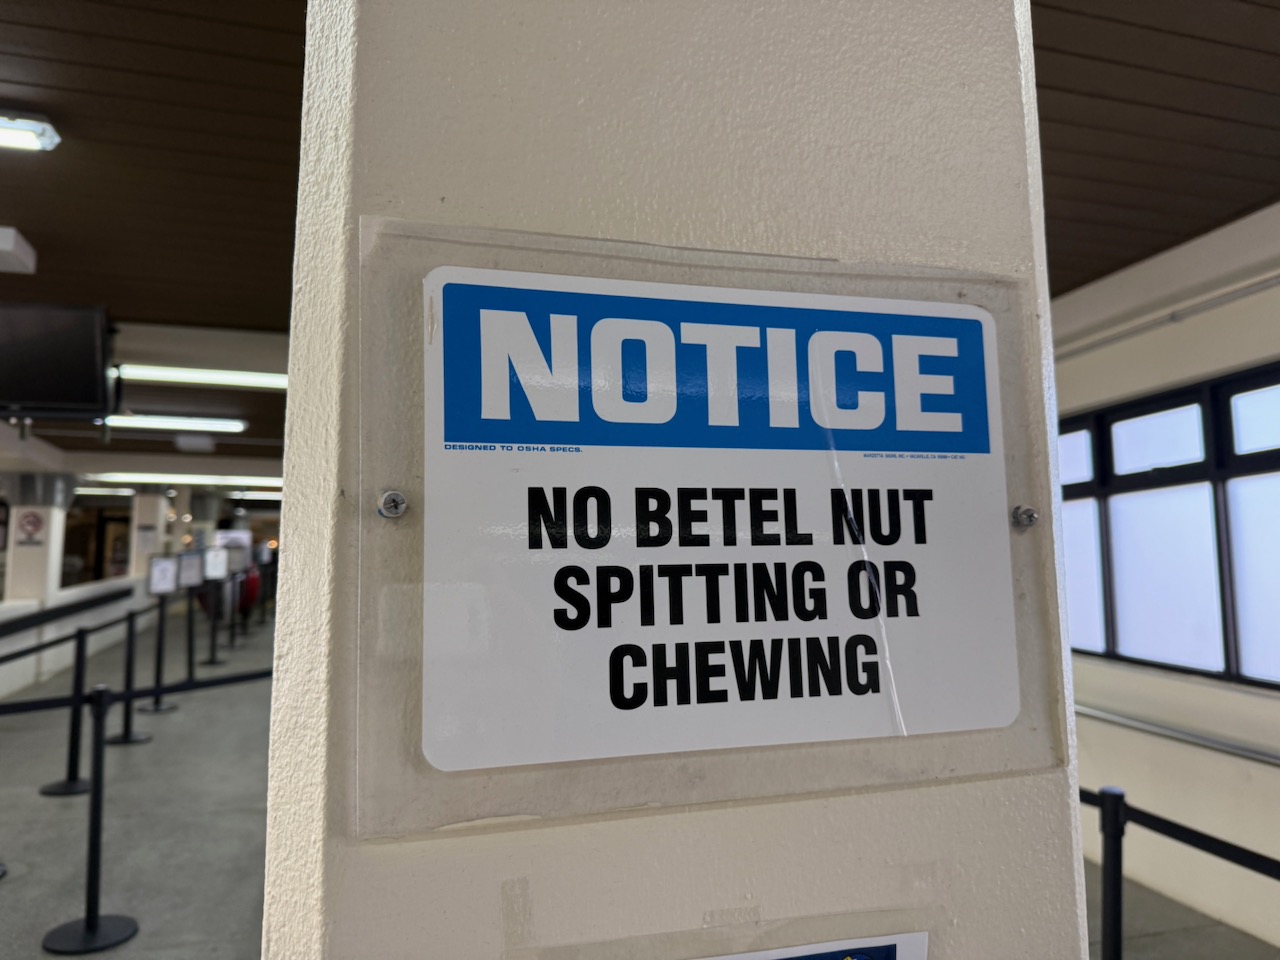 NOTICE
DESIGNED TO OSHA SPECS.
NO BETEL NUT
SPITTING OR
CHEWING